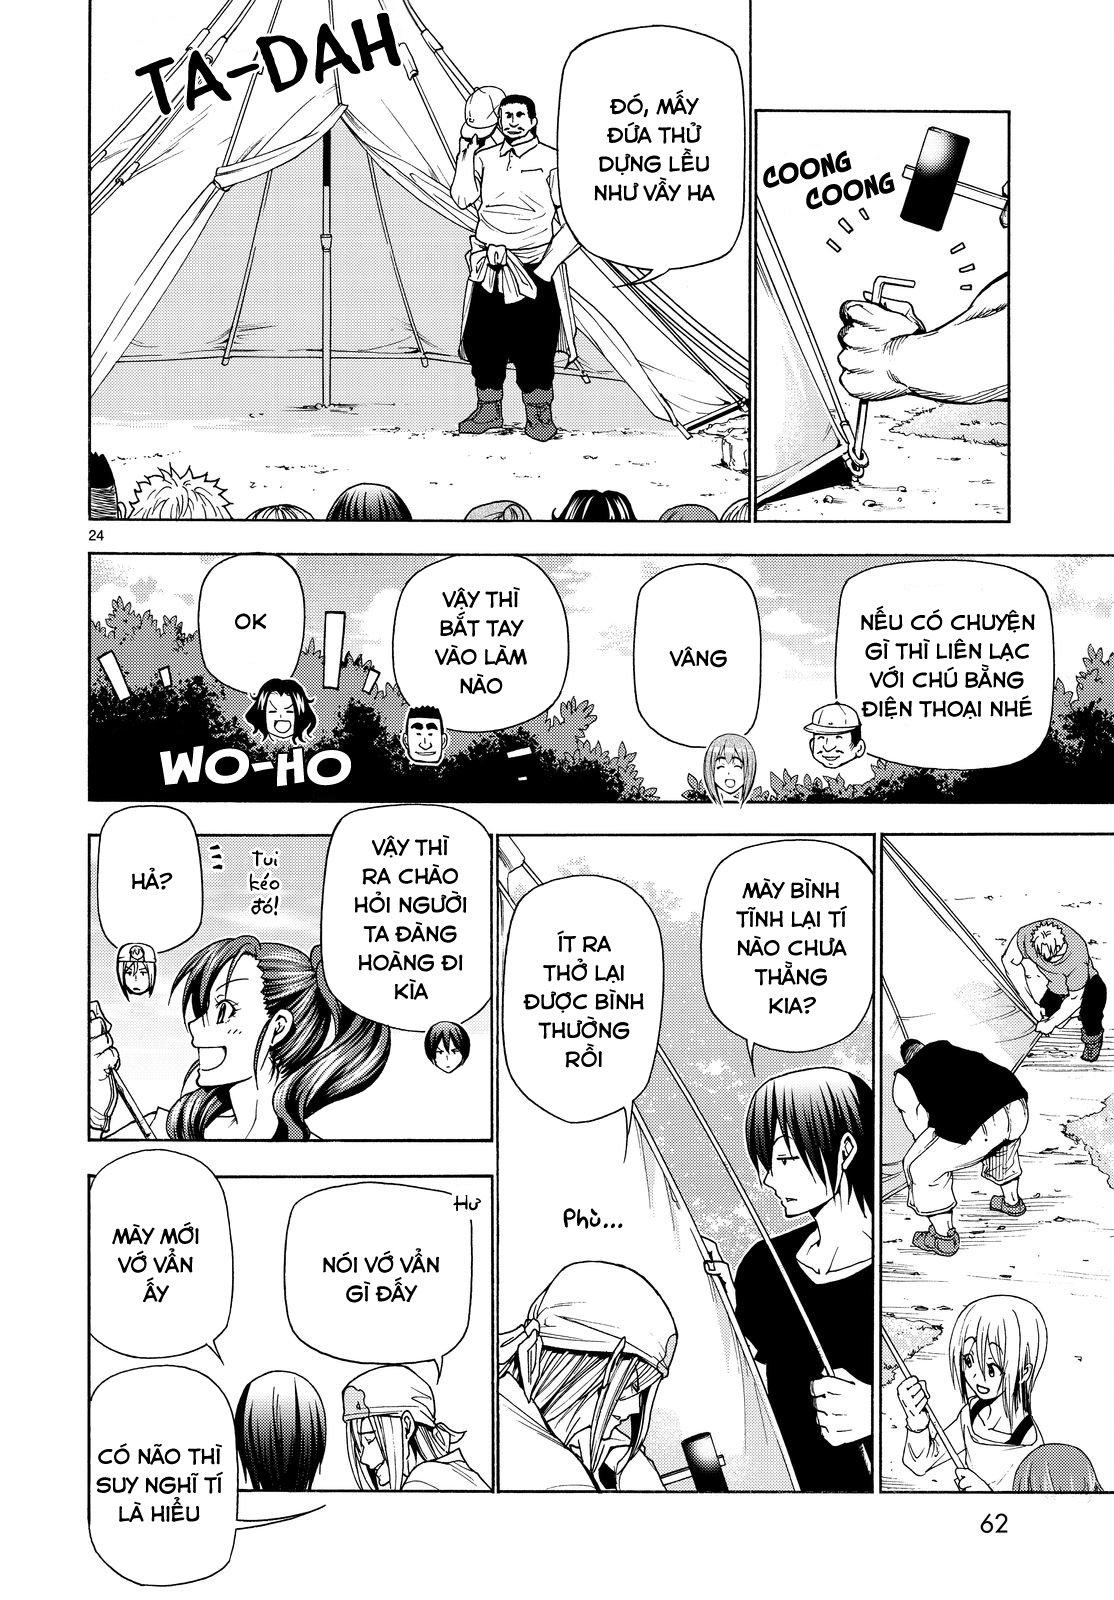 COONG
COONG
TA-DAH
ĐÓ, MẤY
ĐỨA THỬ
DỰNG LỀU
NHƯ VẦY HA
24
NẾU CÓ CHUYỆN
GÌ THÌ LIÊN LẠC
VỚI CHÚ BẰNG
ĐIỆN THOẠI NHÉ
VÂNG
VẬY THÌ
BẮT TAY
VÀO LÀM
NÀO
OK
WO-HO
MÀY BÌNH
TĨNH LẠI TÍ
NÀO CHƯA
THẰNG
KIA?
ÍT RA
THỞ LẠI
ĐƯỢC BÌNH
THƯỜNG
RỒI
Phù...
VẬY THÌ
RA CHÀO
HỎI NGƯỜI
TA ĐÀNG
HOÀNG ĐI
KÌA
Tui
kéo
đó!
HẢ?
Hư
NÓI VỚ VẨN
GÌ ĐẤY
MÀY MỚI
VỚ VẨN
ẤY
CÓ NÃO THÌ
SUY NGHĨ TÍ
LÀ HIỂU
62